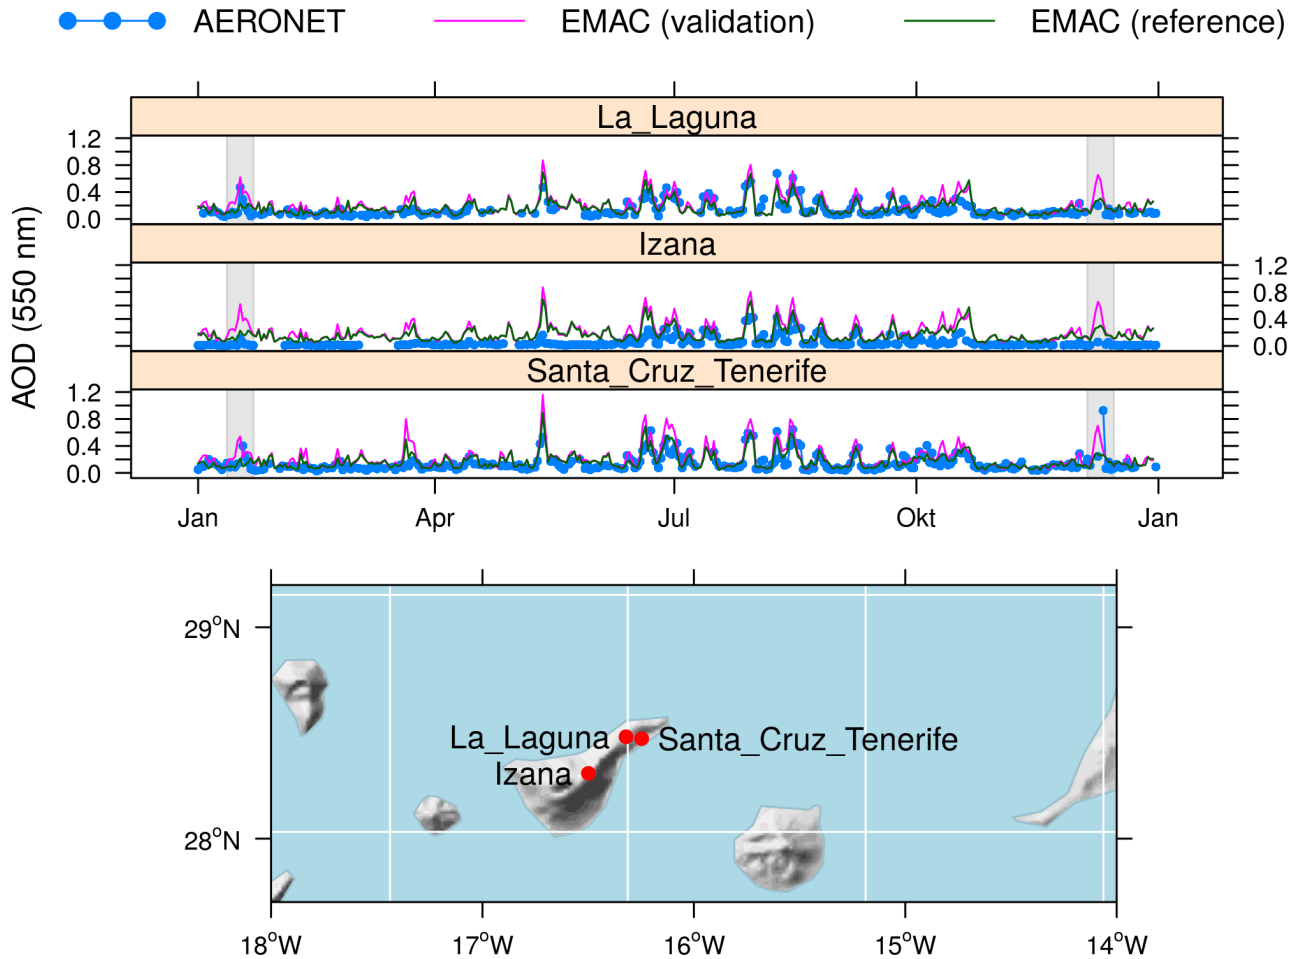 AERONET EMAC (validation) EMAC (reference)
La_Laguna
1.2
0.8
0.4
0.0
Izana
1.2
0.8
0.4
0.0
Santa_Cruz_Tenerife
1.2
0.8
0.4
0.0
AOD (550 nm)
Jan Apr Jul Okt Jan
29°N
28°N
La_Laguna
Santa_Cruz_Tenerife
Izana
18°W 17°W 16°W 15°W 14°W